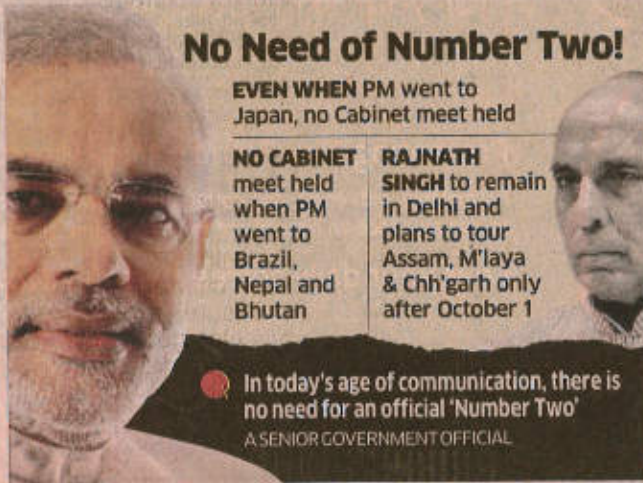 No Need of Number Two!
EVEN WHEN PM went to
Japan, no Cabinet meet held
NO CABINET
meet held
when PM
went to
Brazil,
Nepal and
Bhutan
RAJNATH
SINGH to remain
in Delhi and
plans to tour
Assam, M'laya
& Chh'garh only
after October 1
In today's age of communication, there is
no need for an official 'Number Two'
A SENIOR GOVERNMENT OFFICIAL